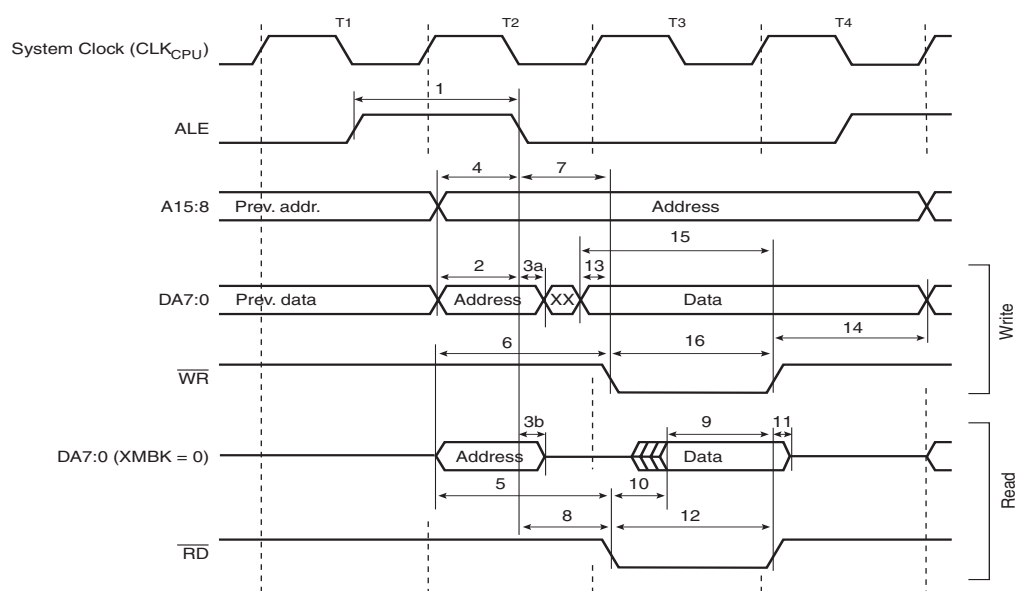 T1 T2 T3 T4
System Clock (CLKCPU)
1
ALE
4 7
A15:8 Prev. addr. Address
15
2 3a 13
DA7:0 Prev. data Address XX Data
14
6 16
WR
Write
3b 9 11
DA7:0 (XMBK = 0) Address Data
5 10
8 12
RD
Read